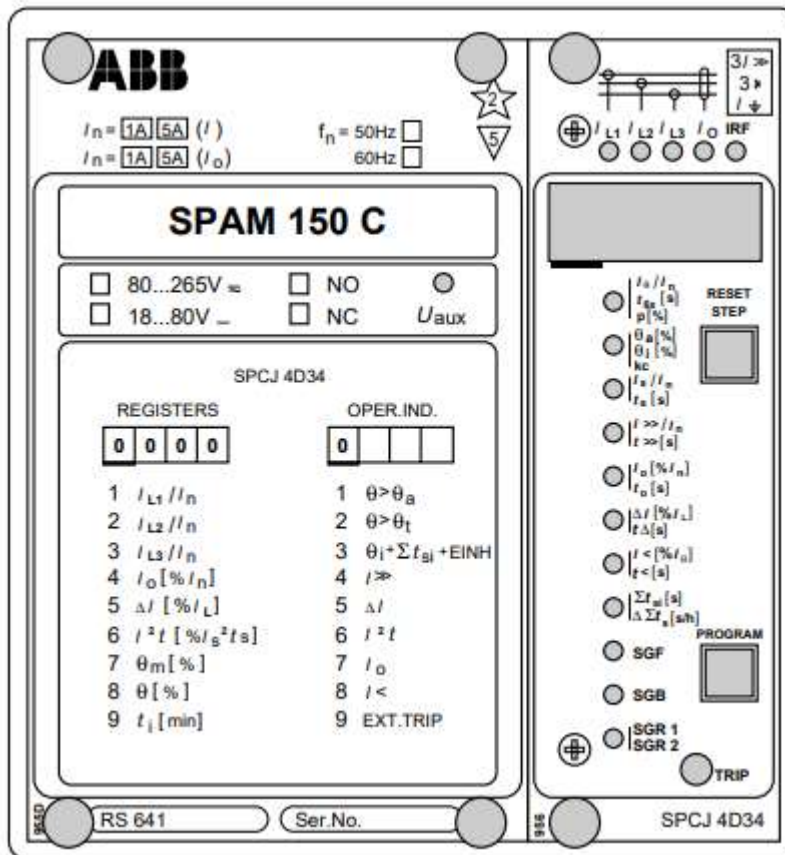 ABB
2
5
In = 1A 5A (I)
In = 1A 5A (Io)
fn = 50Hz
60Hz
SPAM 150 C
80...265V ≂
18...80V ⎓
NO
NC
Uaux
SPCJ 4D34
REGISTERS
0 0 0 0
1 IL1/In
2 IL2/In
3 IL3/In
4 Io[%In]
5 ΔI [%IL]
6 I²t [%Is²ts]
7 θm[%]
8 θ[%]
9 ti[min]
OPER.IND.
0
1 θ>θa
2 θ>θt
3 θi+Σtsi+EINH
4 I≫
5 ΔI
6 I²t
7 Io
8 I<
9 EXT.TRIP
955D
RS 641
Ser.No.
3I ≫
3
I ⏚
IL1 IL2 IL3 IO IRF
t6x [s]
p[%]
θa[%]
θi[%]
kc
Is/In
ts[s]
I≫/In
t≫[s]
Io[%In]
to[s]
ΔI[%IL]
tΔ[s]
t<[s]
Σtsi[s]
ΔΣts[s/h]
SGF
SGB
SGR 1
SGR 2
RESET
STEP
PROGRAM
TRIP
SPCJ 4D34